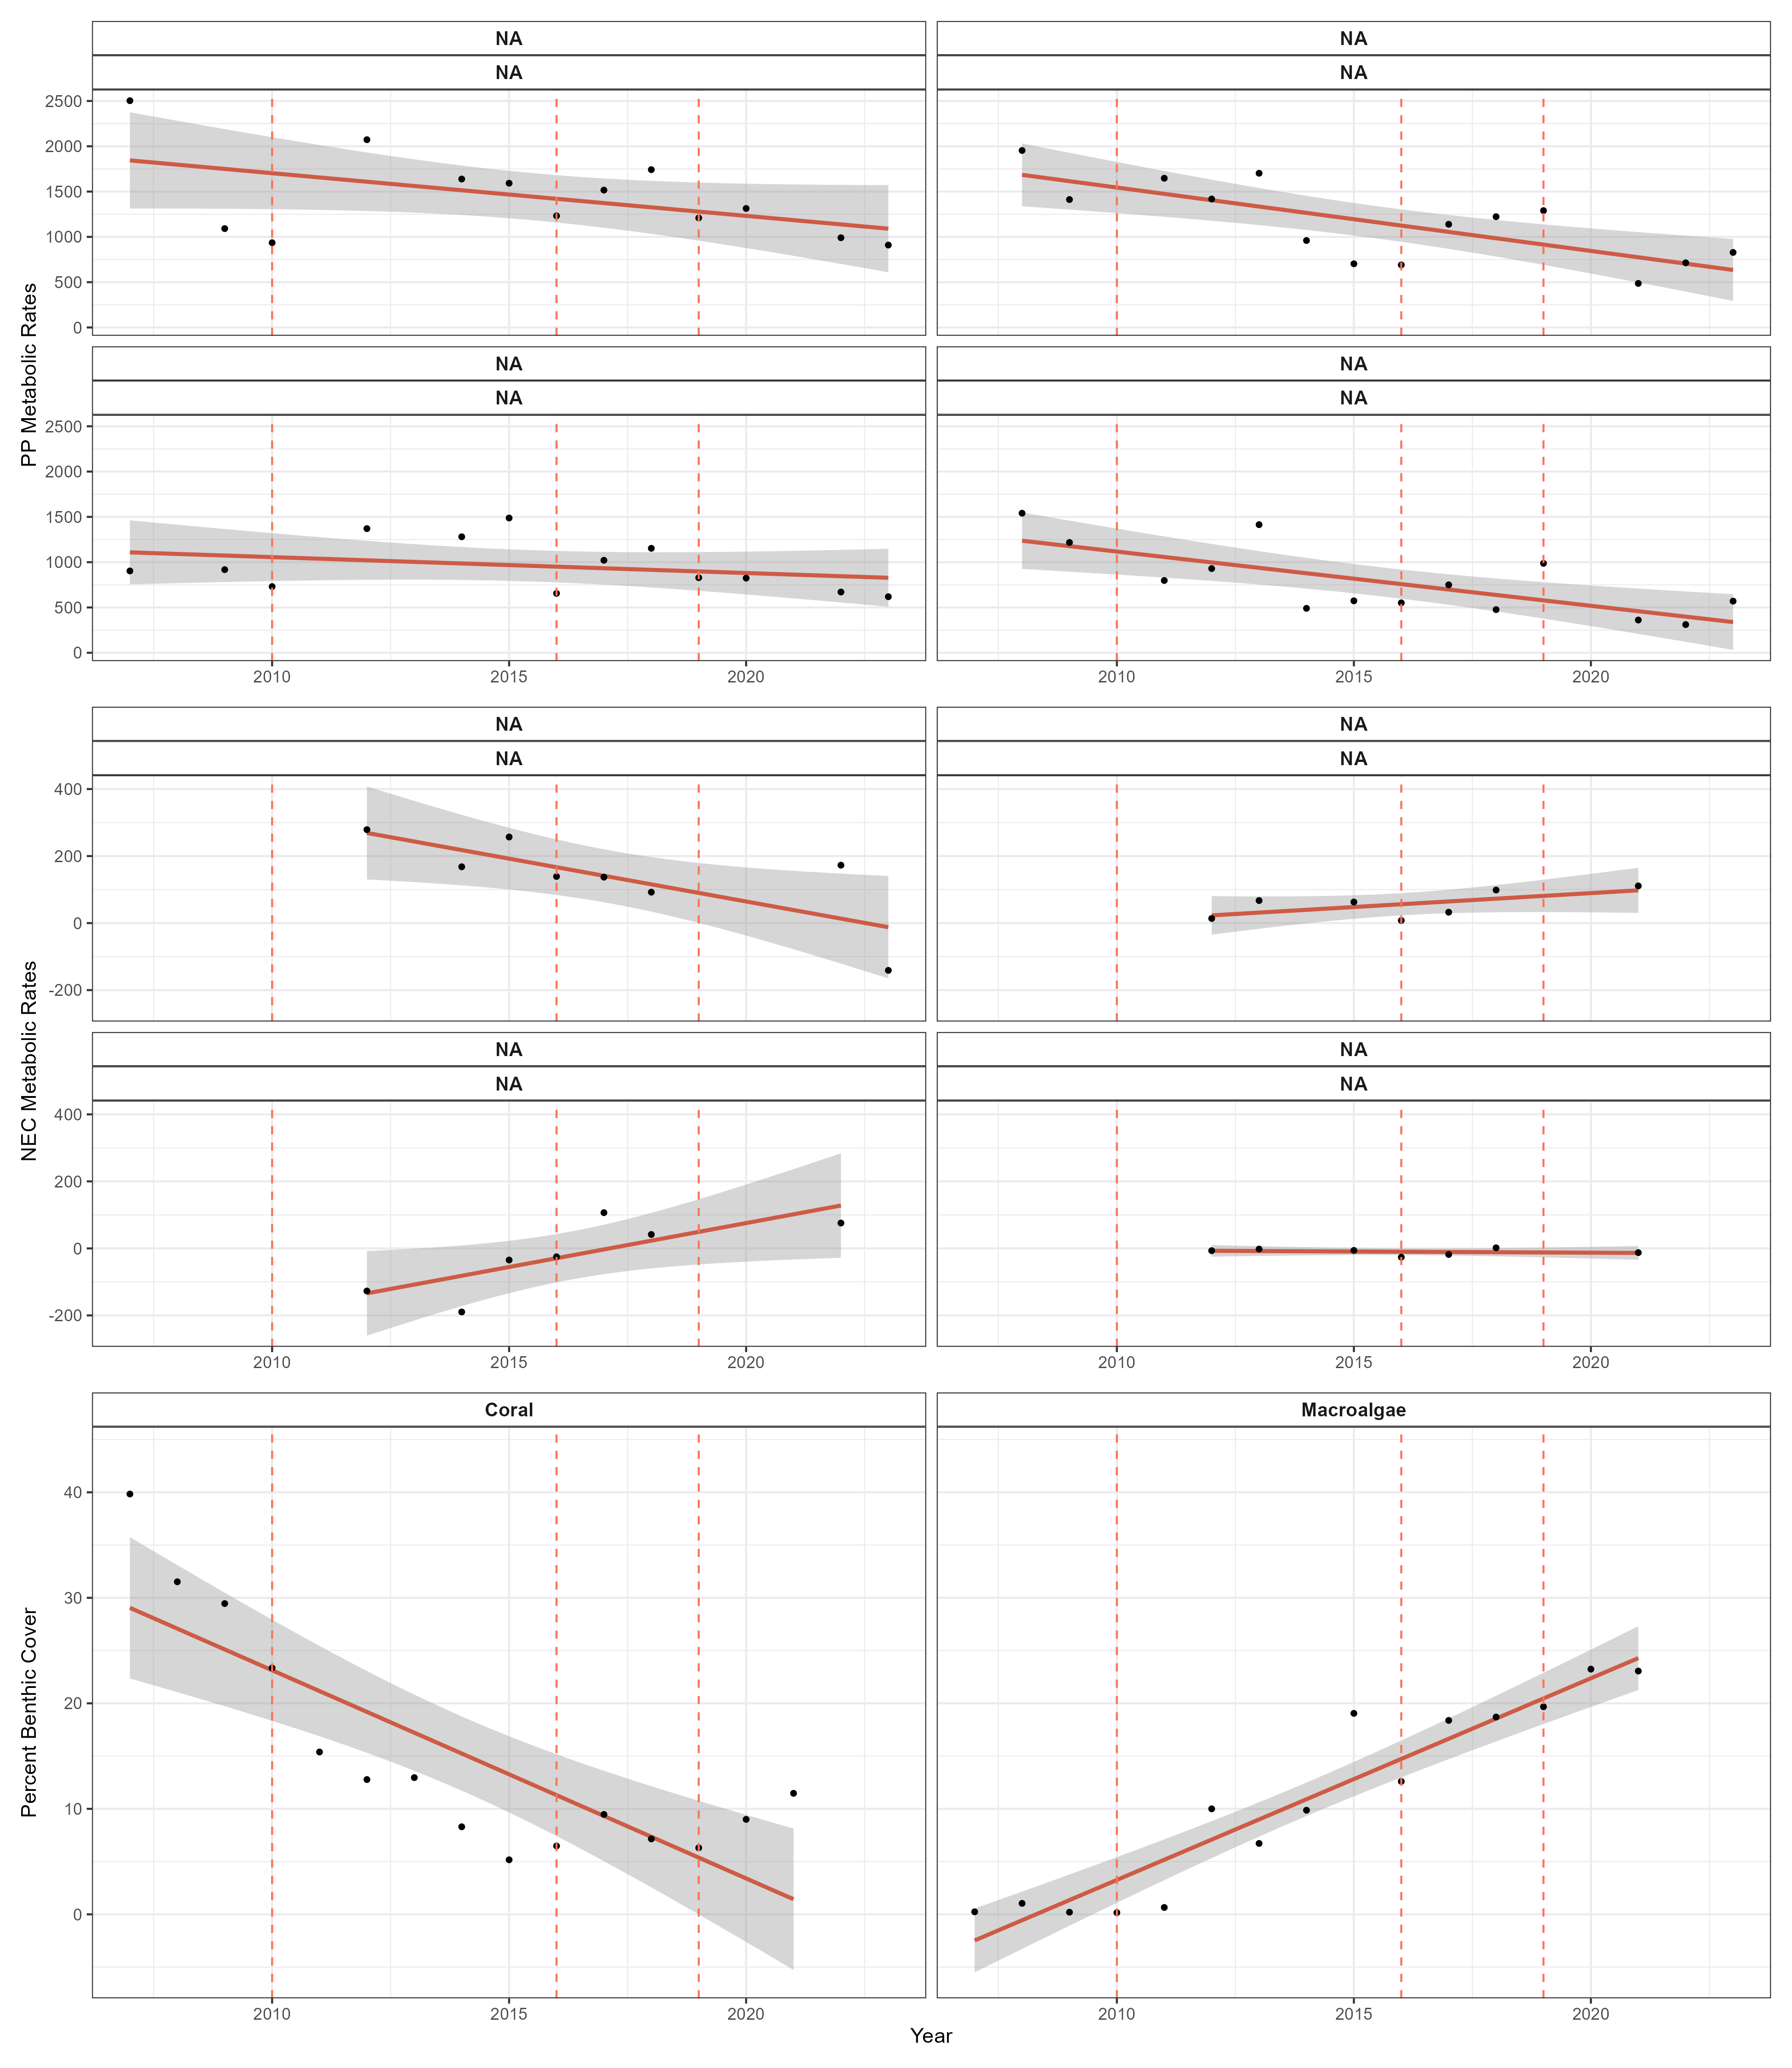 NA NA
NA NA
2500
2000
1500
1000
500
0
NA NA
NA NA
2500
2000
1500
1000
500
0
PP Metabolic Rates
2010 2015 2020 2010 2015 2020
NA NA
NA NA
400
200
0
-200
NA NA
NA NA
400
200
0
-200
NEC Metabolic Rates
2010 2015 2020 2010 2015 2020
Coral Macroalgae
40
30
20
10
0
Percent Benthic Cover
2010 2015 2020 2010 2015 2020
Year